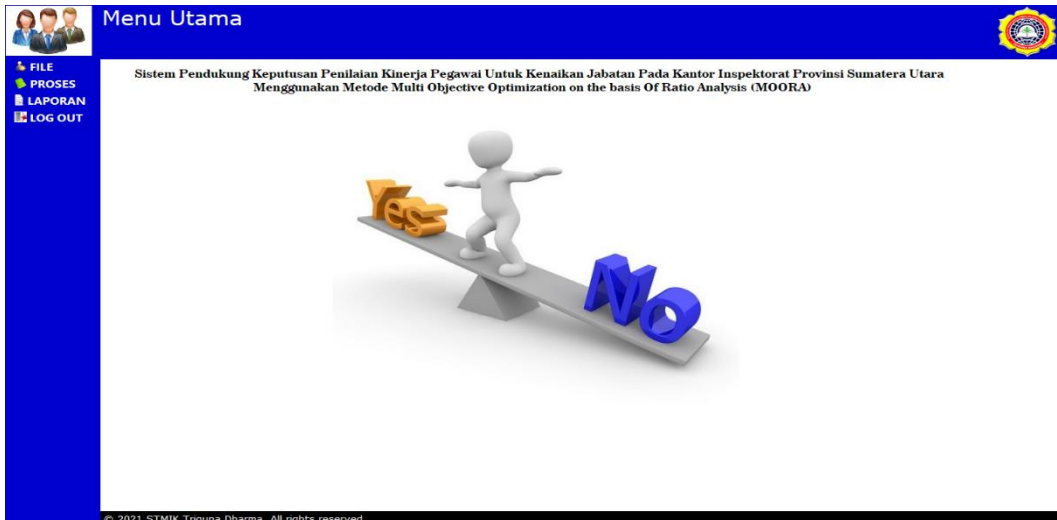 Menu Utama
FILE
PROSES
LAPORAN
LOG OUT
Sistem Pendukung Keputusan Penilaian Kinerja Pegawai Untuk Kenaikan Jabatan Pada Kantor Inspektorat Provinsi Sumatera Utara
Menggunakan Metode Multi Objective Optimization on the basis Of Ratio Analysis (MOORA)
Yes
No
© 2021 STMIK Triguna Dharma. All rights reserved